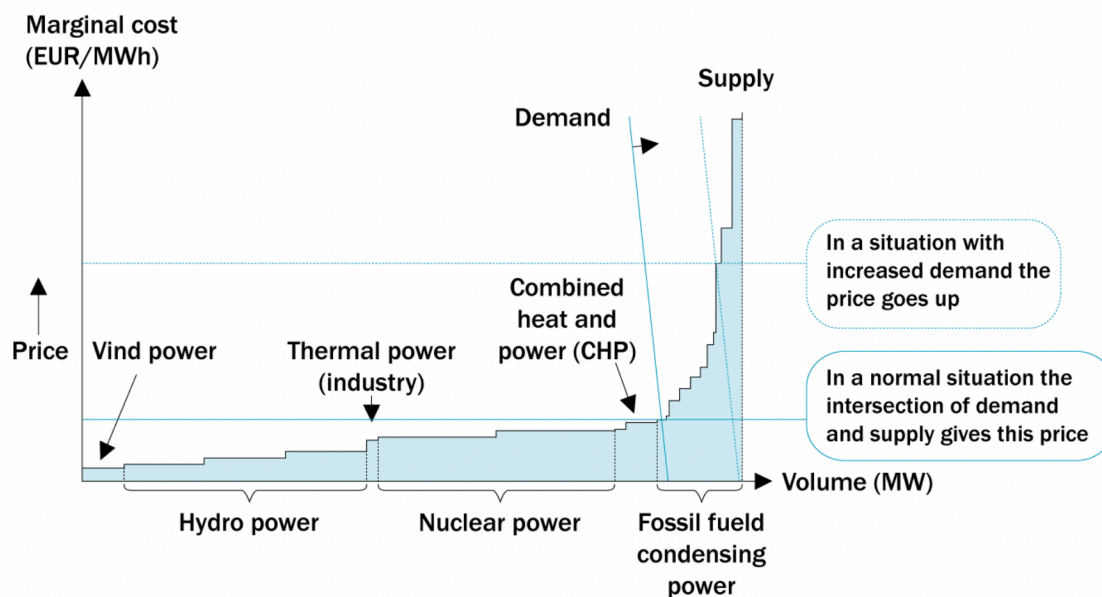 Marginal cost
(EUR/MWh)
Supply
Demand
In a situation with
increased demand the
price goes up
Combined
heat and
power (CHP)
Price
Vind power
Thermal power
(industry)
In a normal situation the
intersection of demand
and supply gives this price
Volume (MW)
Hydro power
Nuclear power
Fossil fueld
condensing
power